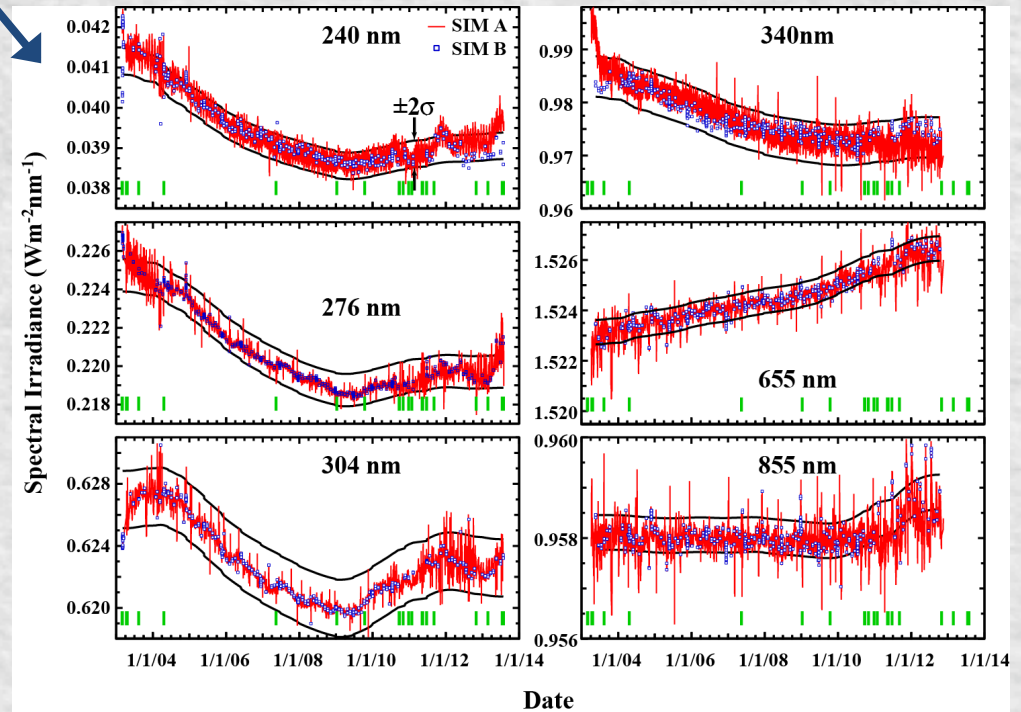 Spectral Irradiance (Wm⁻²nm⁻¹)
240 nm
SIM A
SIM B
±2σ
0.042
0.041
0.040
0.039
0.038
340nm
0.99
0.98
0.97
0.96
276 nm
0.226
0.224
0.222
0.220
0.218
655 nm
1.526
1.524
1.522
1.520
304 nm
0.628
0.624
0.620
855 nm
0.960
0.958
0.956
1/1/04 1/1/06 1/1/08 1/1/10 1/1/12 1/1/14
1/1/04 1/1/06 1/1/08 1/1/10 1/1/12 1/1/14
Date